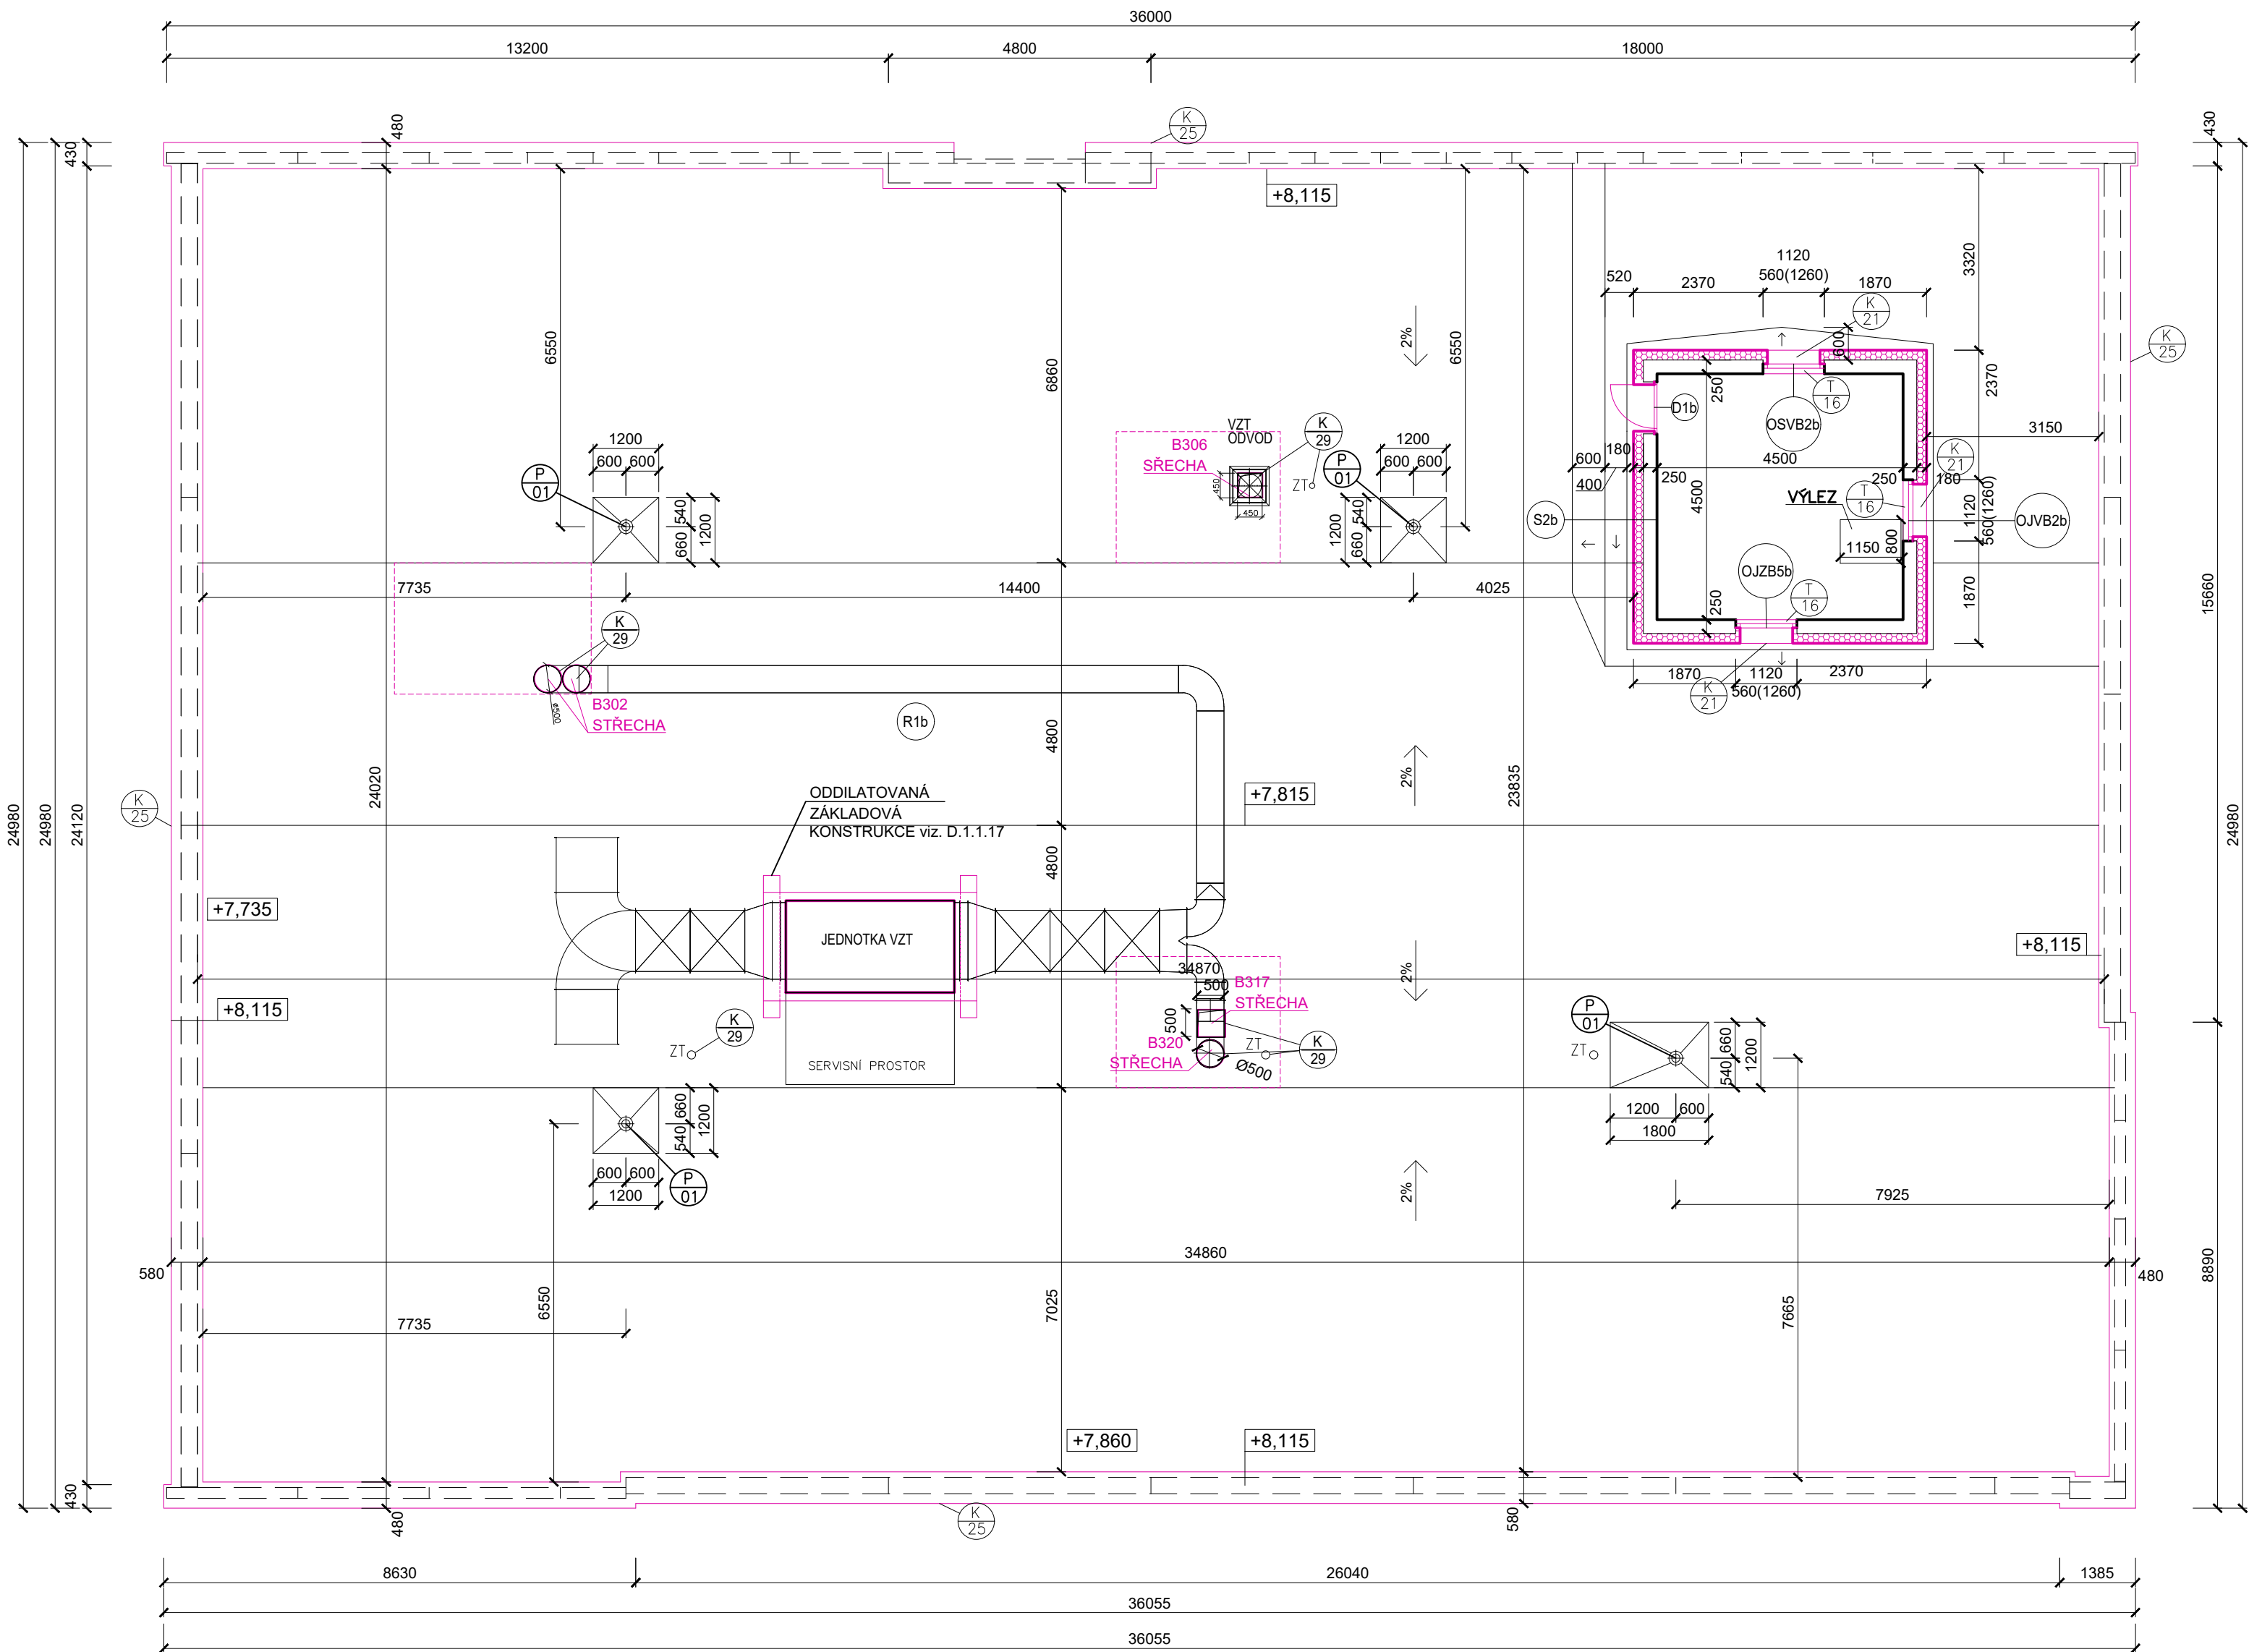 36000
13200
4800
18000
K
25
480
430
430
+8,115
1120
520
2370
560(1260)
1870
K
21
3320
K
25
600
6550
6860
2%
6550
250
T
16
2370
D1b
OSVB2b
VZT
ODVOD
K
29
B306
SŘECHA
1200
600
600
P
01
1200
600
600
P
01
3150
180
600
400
250
4500
250
K
21
180
450
450
ZT
VÝLEZ
T
16
540
1200
660
1200
540
660
4500
S2b
1120
560(1260)
OJVB2b
1150
800
OJZB5b
7735
14400
4025
250
T
16
1870
15660
K
29
1870
1120
2370
560(1260)
K
21
ø500
B302
STŘECHA
R1b
4800
24020
24980
24980
24120
K
25
2%
23835
ODDILATOVANÁ
ZÁKLADOVÁ
KONSTRUKCE viz. D.1.1.17
+7,815
24980
4800
+7,735
JEDNOTKA VZT
+8,115
2%
34870
500
B317
STŘECHA
+8,115
500
K
29
ZT
B320
STŘECHA
ZT
K
29
Ø500
P
01
ZT
660
540
1200
SERVISNÍ PROSTOR
660
540
1200
1200
600
1800
600
600
1200
P
01
2%
7925
580
34860
480
8890
6550
7025
7665
7735
+7,860
+8,115
430
480
K
25
580
8630
26040
1385
36055
36055